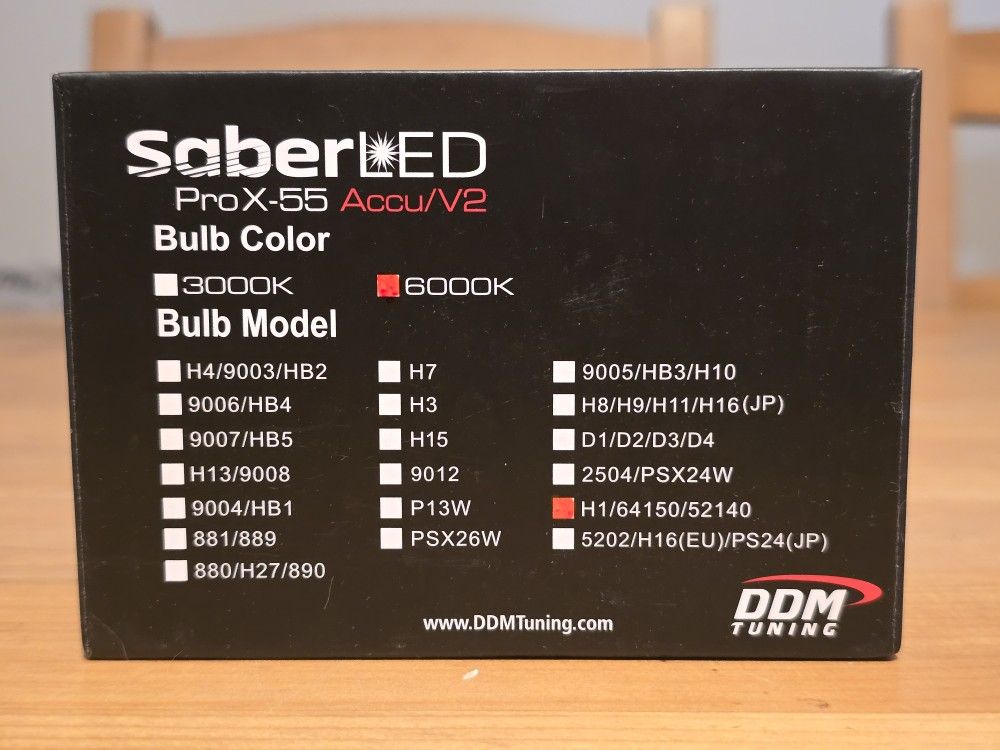 SaberLED
ProX-55 Accu/V2
Bulb Color
3000K 6000K
Bulb Model
H4/9003/HB2 H7 9005/HB3/H10
9006/HB4 H3 H8/H9/H11/H16(JP)
9007/HB5 H15 D1/D2/D3/D4
H13/9008 9012 2504/PSX24W
9004/HB1 P13W H1/64150/52140
881/889 PSX26W 5202/H16(EU)/PS24(JP)
880/H27/890
www.DDMTuning.com
DDM
TUNING